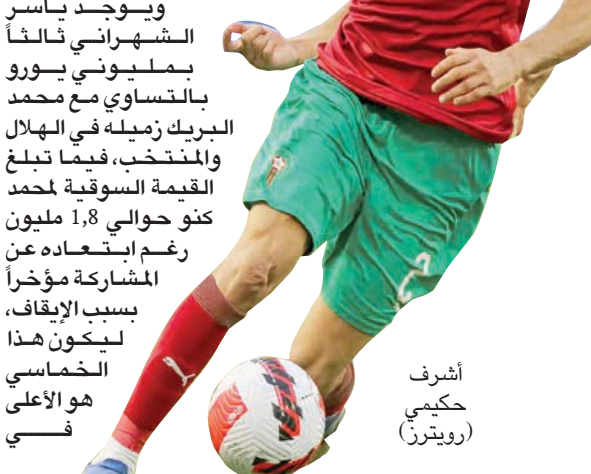 ويوجد ياسر
الشهراني ثالثاً
بمليوني يورو
بالتساوي مع محمد
البريك زميله في الهلال
والمنتخب، فيما تبلغ
القيمة السوقية لمحمد
كنو حوالي 1,8 مليون
رغم ابتعاده عن
المشاركة مؤخراً
بسبب الإيقاف،
ليكون هذا
الخماسي
هو الأعلى
في
أشرف
حكيمي
(رويترز)
2